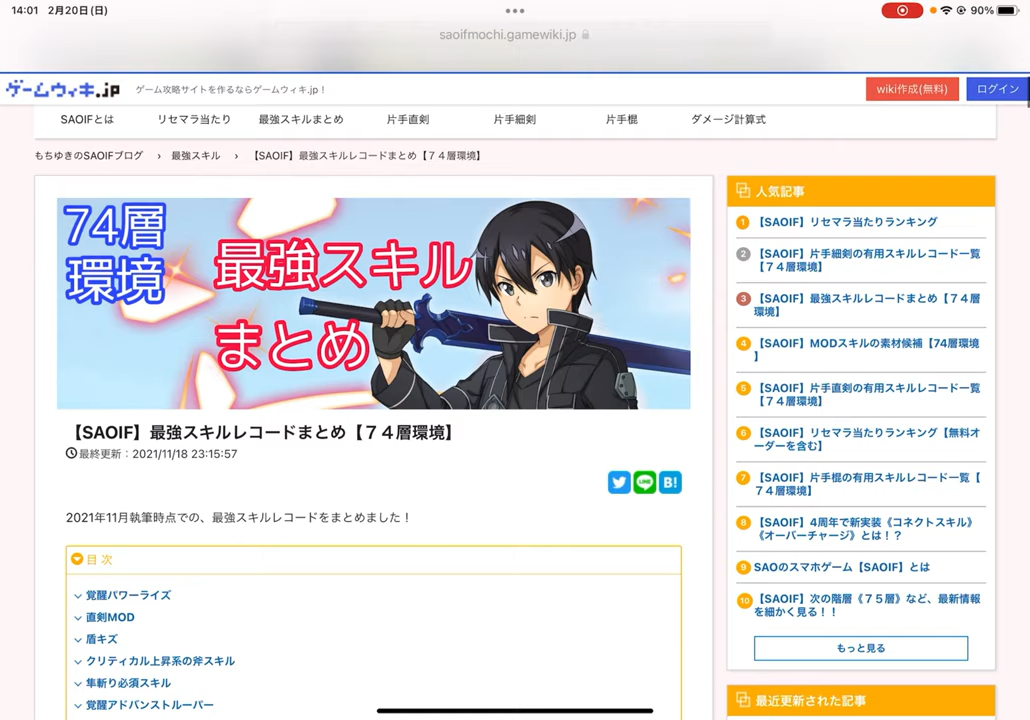 14:01 2月20日(日)
90%
saoifmochi.gamewiki.jp
ゲームウィキ.jp
ゲーム攻略サイトを作るならゲームウィキ.jp！
wiki作成(無料)
ログイン
SAOIFとは
リセマラ当たり
最強スキルまとめ
片手直剣
片手細剣
片手棍
ダメージ計算式
もちゆきのSAOIFブログ › 最強スキル › 【SAOIF】最強スキルレコードまとめ【７４層環境】
74層
環境
最強スキル
まとめ
【SAOIF】最強スキルレコードまとめ【７４層環境】
最終更新：2021/11/18 23:15:57
LINE
B!
2021年11月執筆時点での、最強スキルレコードをまとめました！
目次
覚醒パワーライズ
直剣MOD
盾キズ
クリティカル上昇系の斧スキル
隼斬り必須スキル
覚醒アドバンストルーパー
人気記事
1 【SAOIF】リセマラ当たりランキング
2 【SAOIF】片手細剣の有用スキルレコード一覧
【７４層環境】
3 【SAOIF】最強スキルレコードまとめ【７４層
環境】
4 【SAOIF】MODスキルの素材候補【74層環境
】
5 【SAOIF】片手直剣の有用スキルレコード一覧
【７４層環境】
6 【SAOIF】リセマラ当たりランキング【無料オ
ーダーを含む】
7 【SAOIF】片手棍の有用スキルレコード一覧【
７４層環境】
8 【SAOIF】4周年で新実装《コネクトスキル》
《オーバーチャージ》とは！？
9 SAOのスマホゲーム【SAOIF】とは
10 【SAOIF】次の階層《７５層》など、最新情報
を細かく見る！！
もっと見る
最近更新された記事